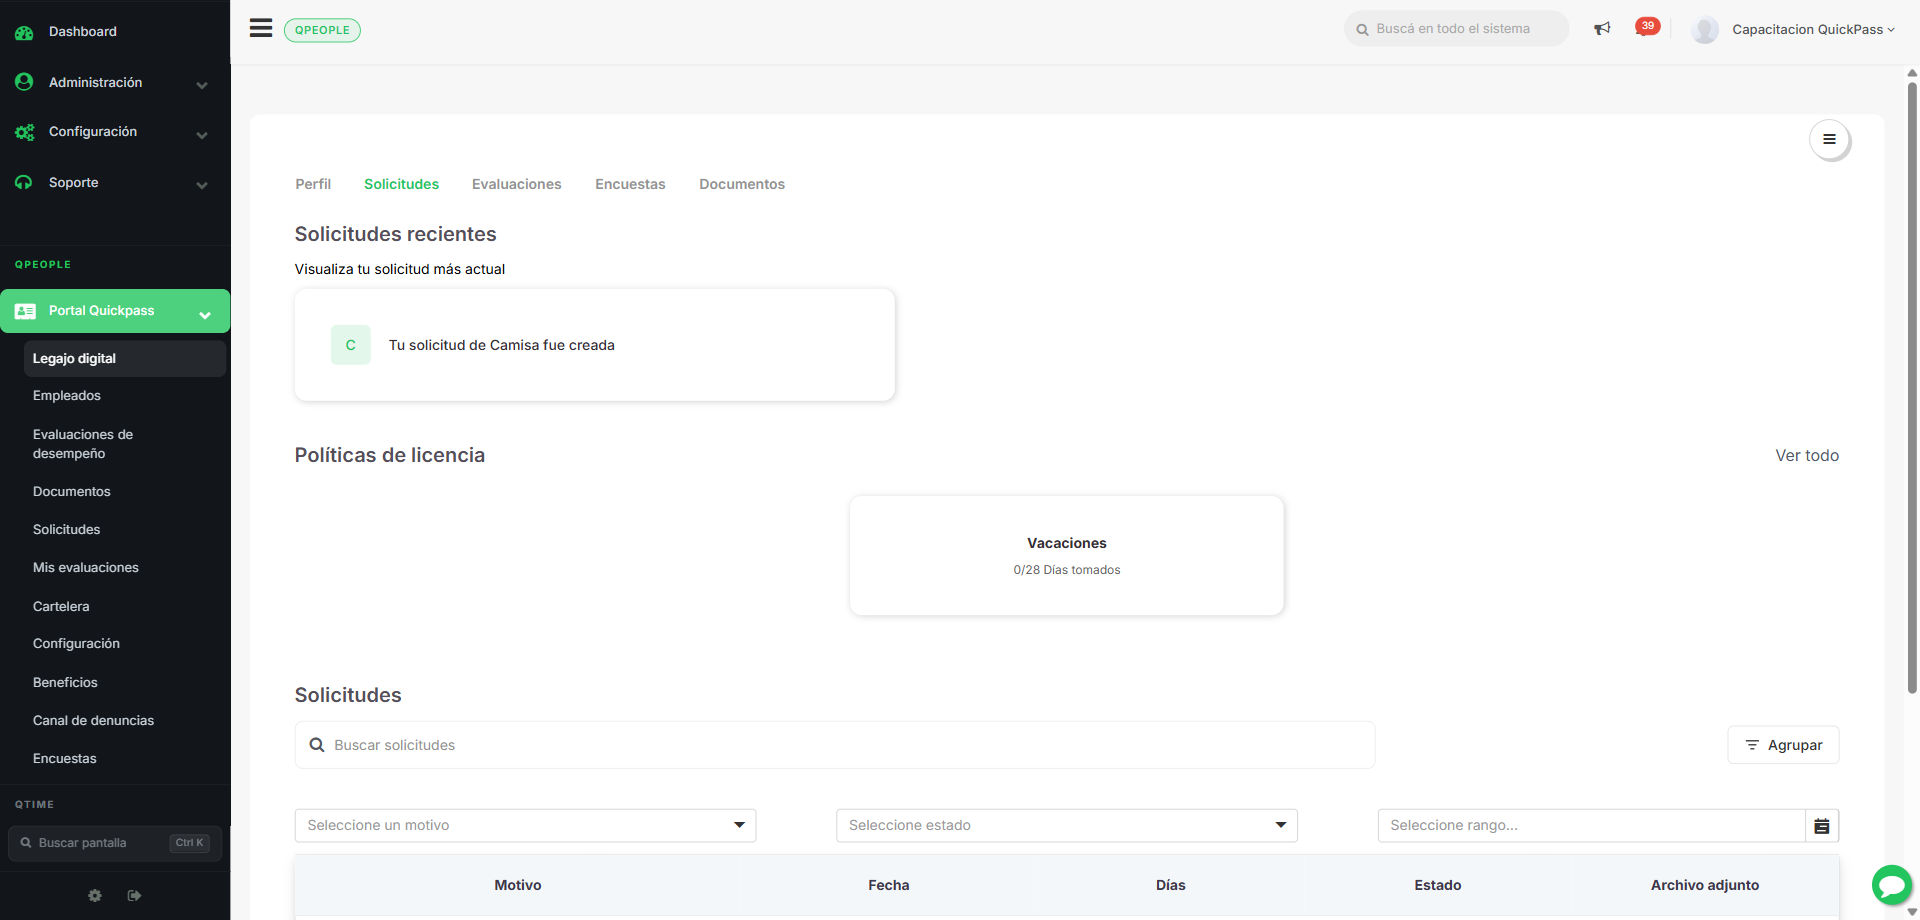 Dashboard
Administración
Configuración
Soporte
QPEOPLE
Portal Quickpass
Legajo digital
Empleados
Evaluaciones de
desempeño
Documentos
Solicitudes
Mis evaluaciones
Cartelera
Configuración
Beneficios
Canal de denuncias
Encuestas
QTIME
Buscar pantalla Ctrl K
QPEOPLE
Buscá en todo el sistema
39
Capacitacion QuickPass
Perfil Solicitudes Evaluaciones Encuestas Documentos
Solicitudes recientes
Visualiza tu solicitud más actual
C Tu solicitud de Camisa fue creada
Políticas de licencia
Ver todo
Vacaciones
0/28 Días tomados
Solicitudes
Buscar solicitudes
Agrupar
Seleccione un motivo
Seleccione estado
Seleccione rango...
Motivo Fecha Días Estado Archivo adjunto